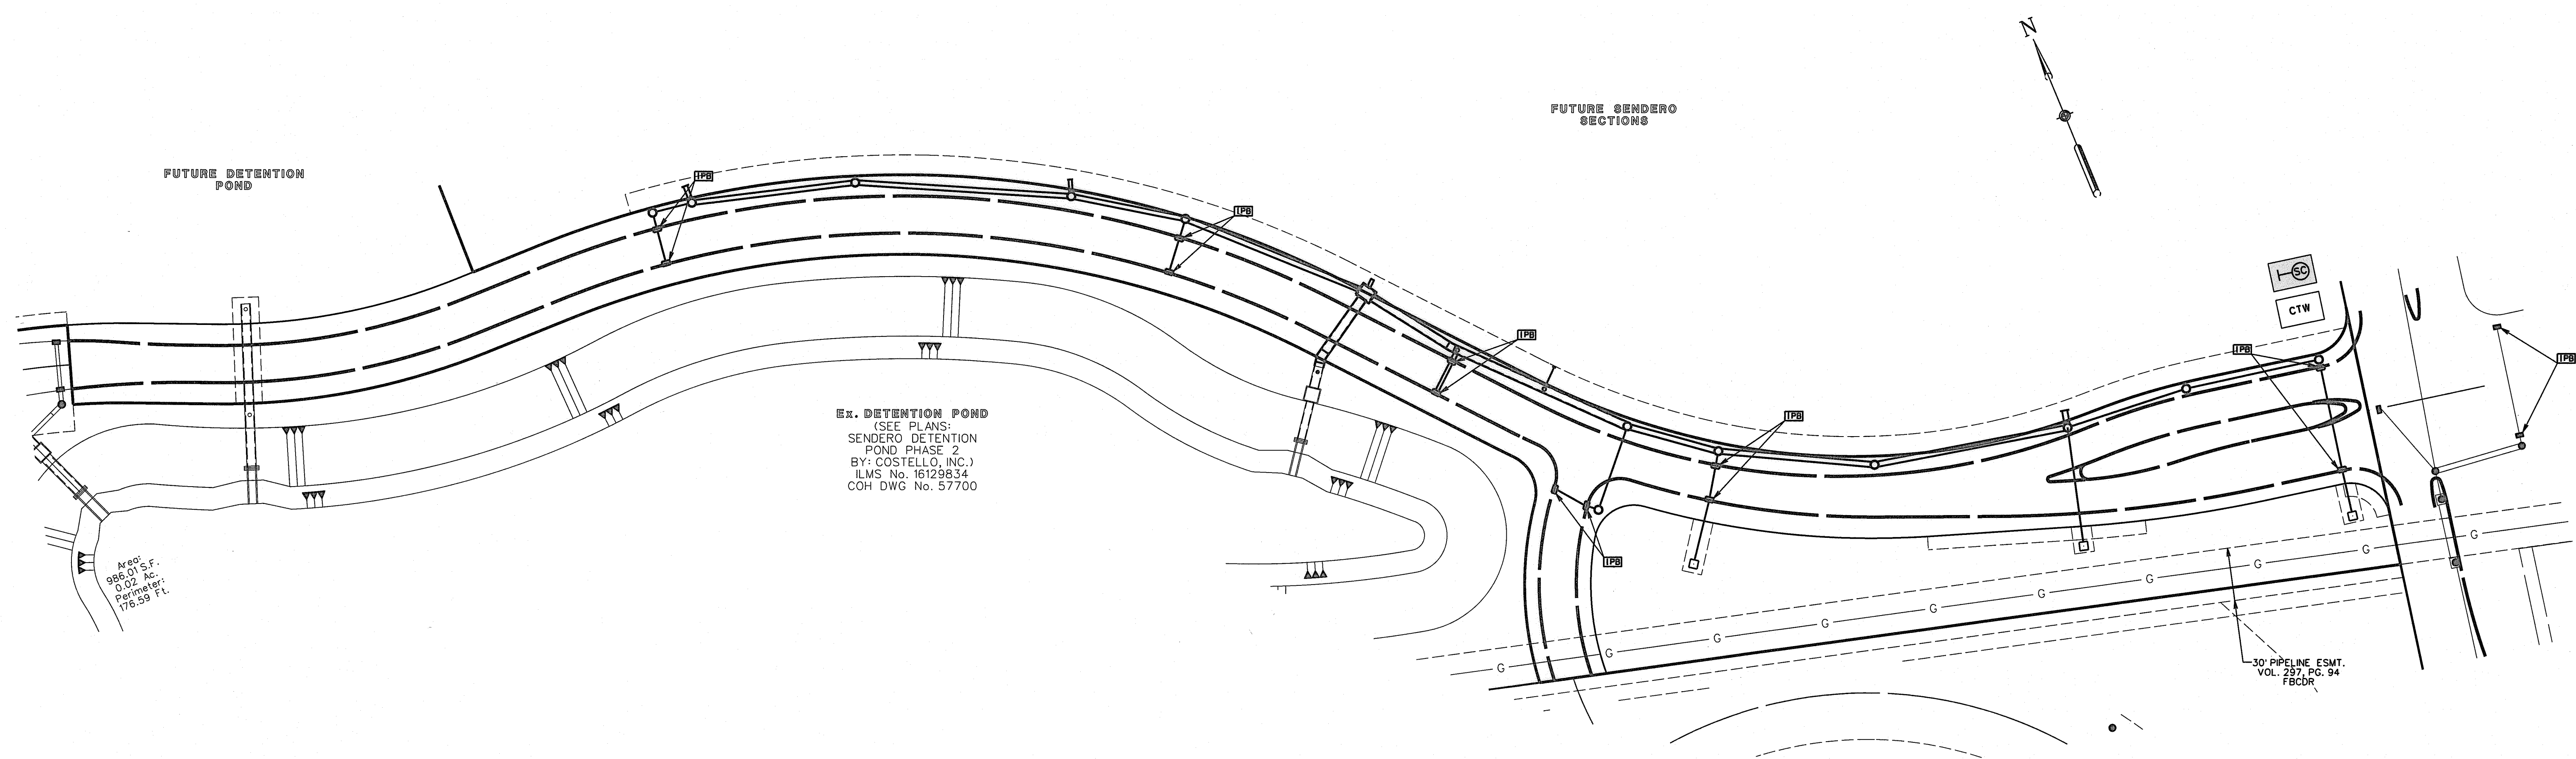 N
FUTURE SENDERO
SECTIONS
FUTURE DETENTION
POND
IPB
IPB
SC
CTW
IPB
IPB
IPB
IPB
Ex. DETENTION POND
(SEE PLANS:
SENDERO DETENTION
POND PHASE 2
BY: COSTELLO, INC.)
ILMS No. 16129834
COH DWG No. 57700
Area:
986.01 S.F.
0.02 Ac.
Perimeter:
176.59 Ft.
IPB
G
G
G
G
G
G
G
G
G
G
30' PIPELINE ESMT.
VOL. 297, PG. 94
FBCDR